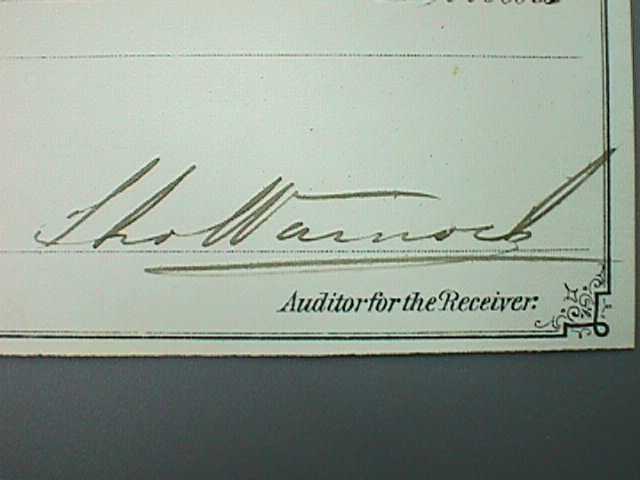 Tho Warnock
Auditor for the Receiver: